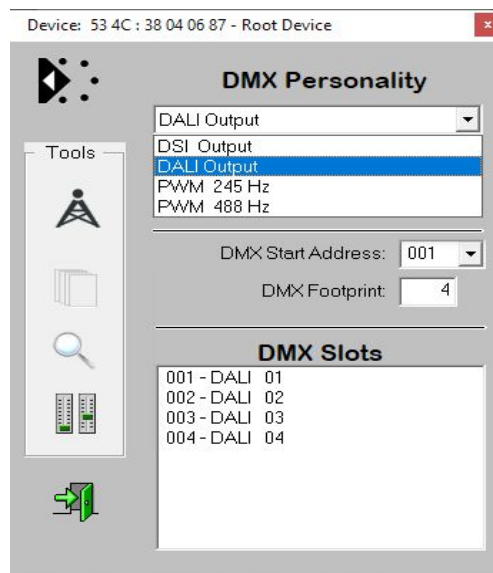 Device: 53 4C : 38 04 06 87 - Root Device
x
DMX Personality
DALI Output
Tools
DSI Output
DALI Output
PWM 245 Hz
PWM 488 Hz
DMX Start Address: 001
DMX Footprint: 4
DMX Slots
001 - DALI 01
002 - DALI 02
003 - DALI 03
004 - DALI 04